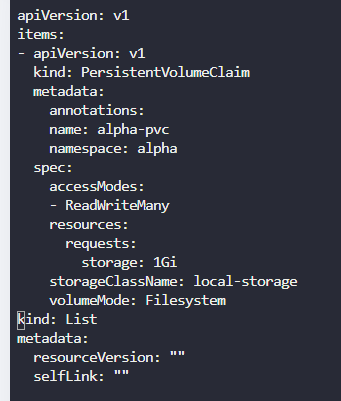 apiVersion: v1
items:
- apiVersion: v1
  kind: PersistentVolumeClaim
  metadata:
    annotations:
    name: alpha-pvc
    namespace: alpha
  spec:
    accessModes:
    - ReadWriteMany
    resources:
      requests:
        storage: 1Gi
    storageClassName: local-storage
    volumeMode: Filesystem
kind: List
metadata:
  resourceVersion: ""
  selfLink: ""